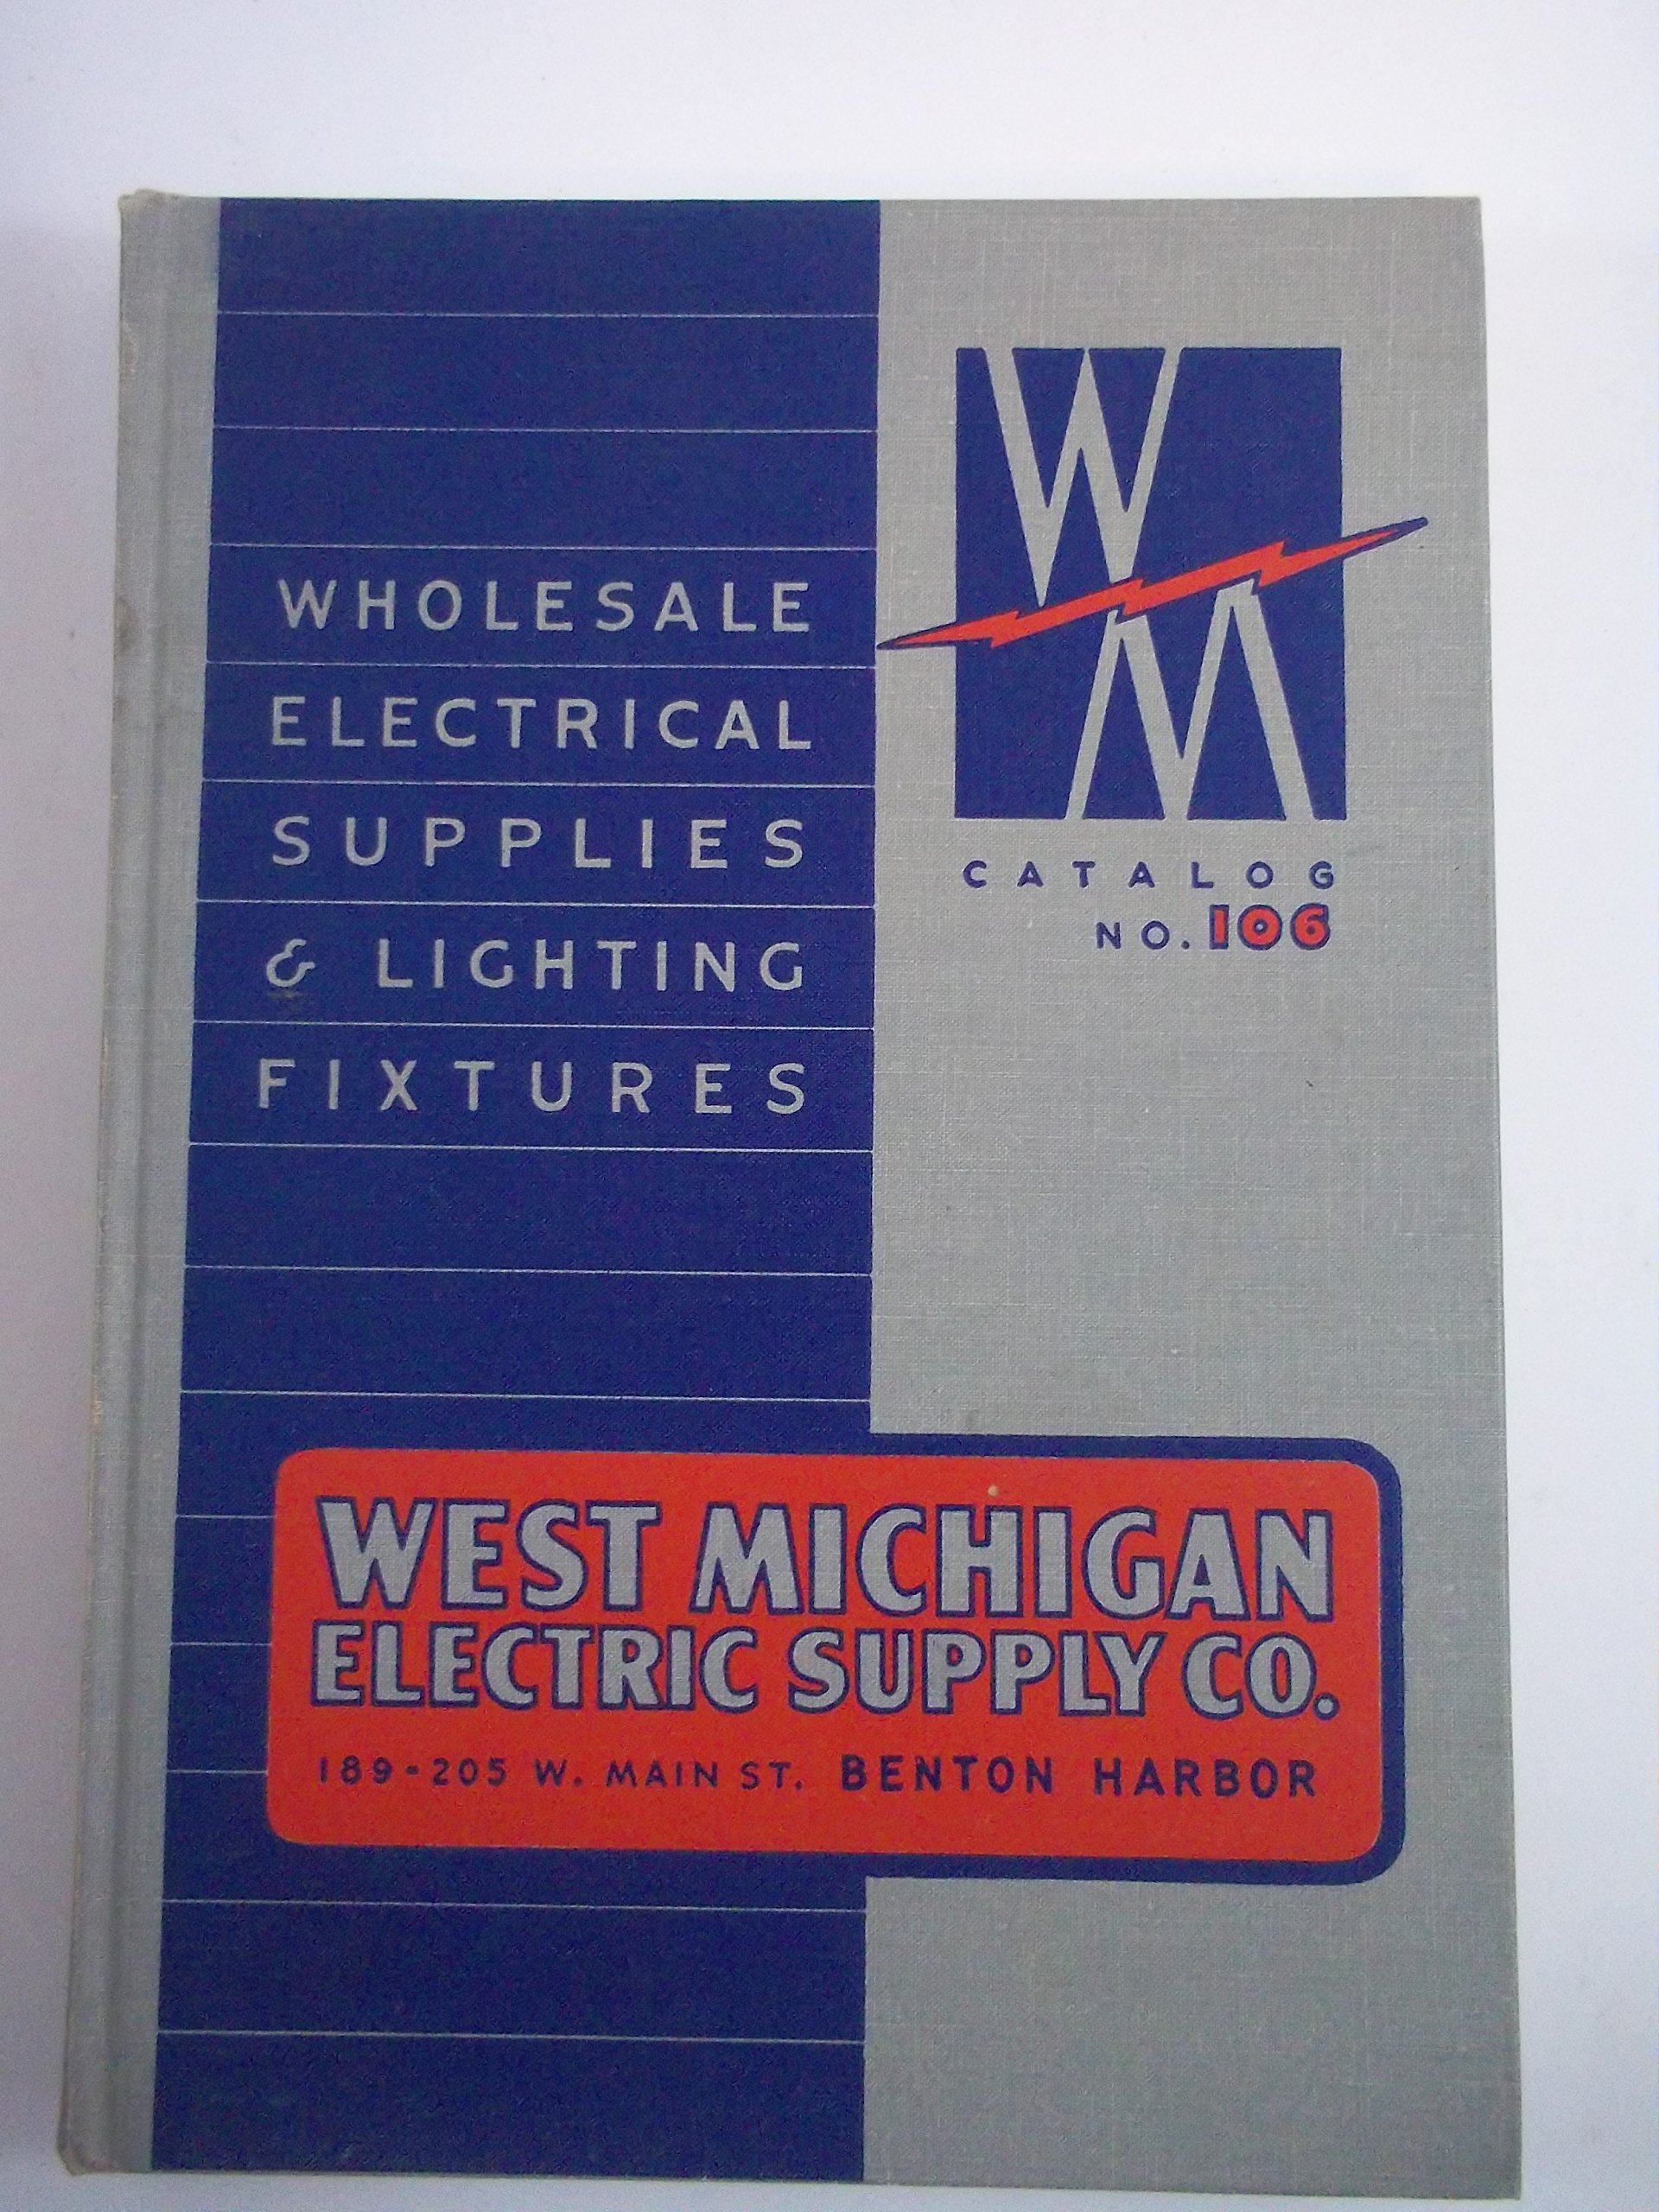 WHOLESALE
ELECTRICAL
SUPPLIES
& LIGHTING
FIXTURES
W
M
CATALOG
NO. 106
WEST MICHIGAN
ELECTRIC SUPPLY CO.
189-205 W. MAIN ST. BENTON HARBOR